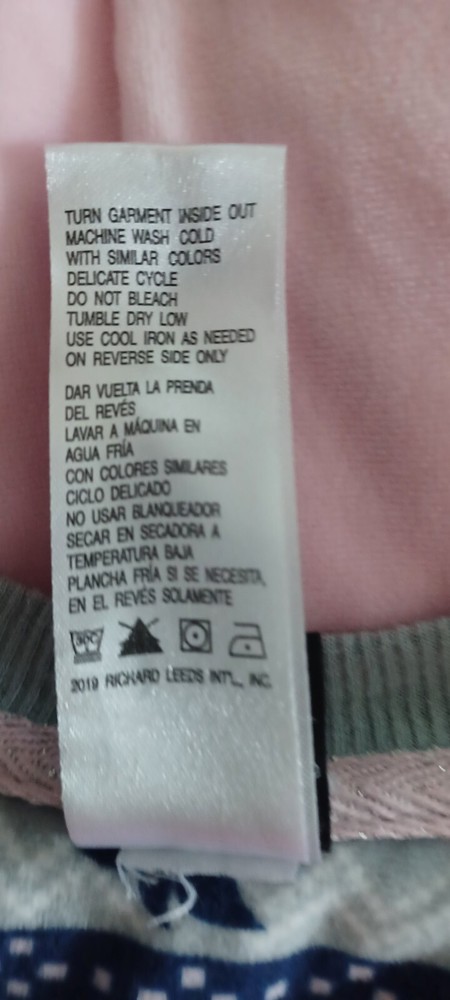 TURN GARMENT INSIDE OUT
MACHINE WASH COLD
WITH SIMILAR COLORS
DELICATE CYCLE
DO NOT BLEACH
TUMBLE DRY LOW
USE COOL IRON AS NEEDED
ON REVERSE SIDE ONLY
DAR VUELTA LA PRENDA
DEL REVÉS
LAVAR A MÁQUINA EN
AGUA FRÍA
CON COLORES SIMILARES
CICLO DELICADO
NO USAR BLANQUEADOR
SECAR EN SECADORA A
TEMPERATURA BAJA
PLANCHA FRÍA SI SE NECESITA,
EN EL REVÉS SOLAMENTE
30C
2019 RICHARD LEEDS INT'L., INC.